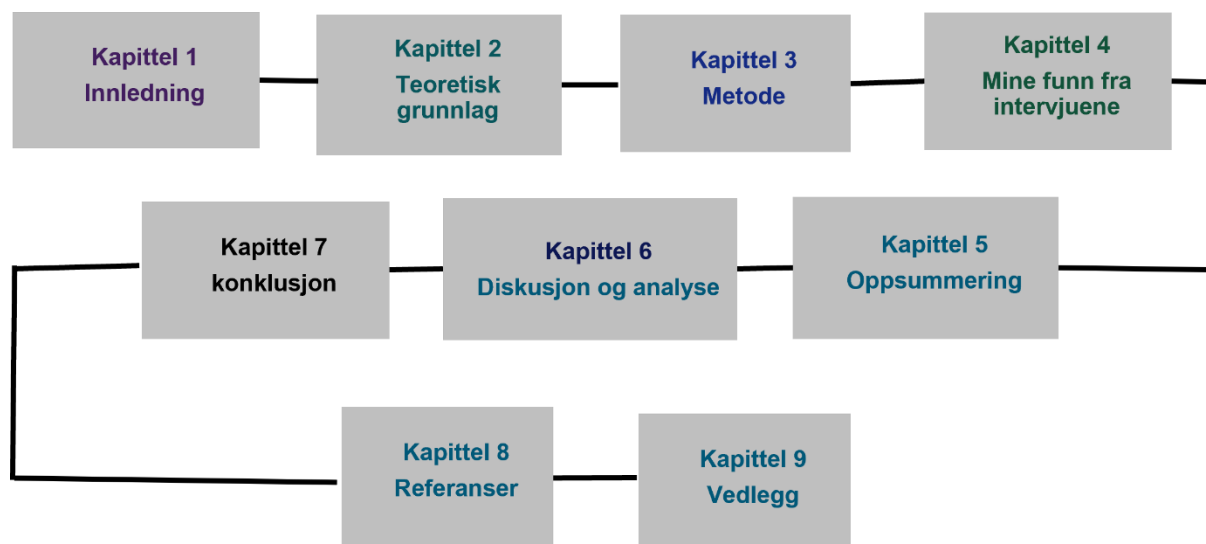 Kapittel 1
Innledning
Kapittel 2
Teoretisk
grunnlag
Kapittel 3
Metode
Kapittel 4
Mine funn fra
intervjuene
Kapittel 5
Oppsummering
Kapittel 6
Diskusjon og analyse
Kapittel 7
konklusjon
Kapittel 8
Referanser
Kapittel 9
Vedlegg